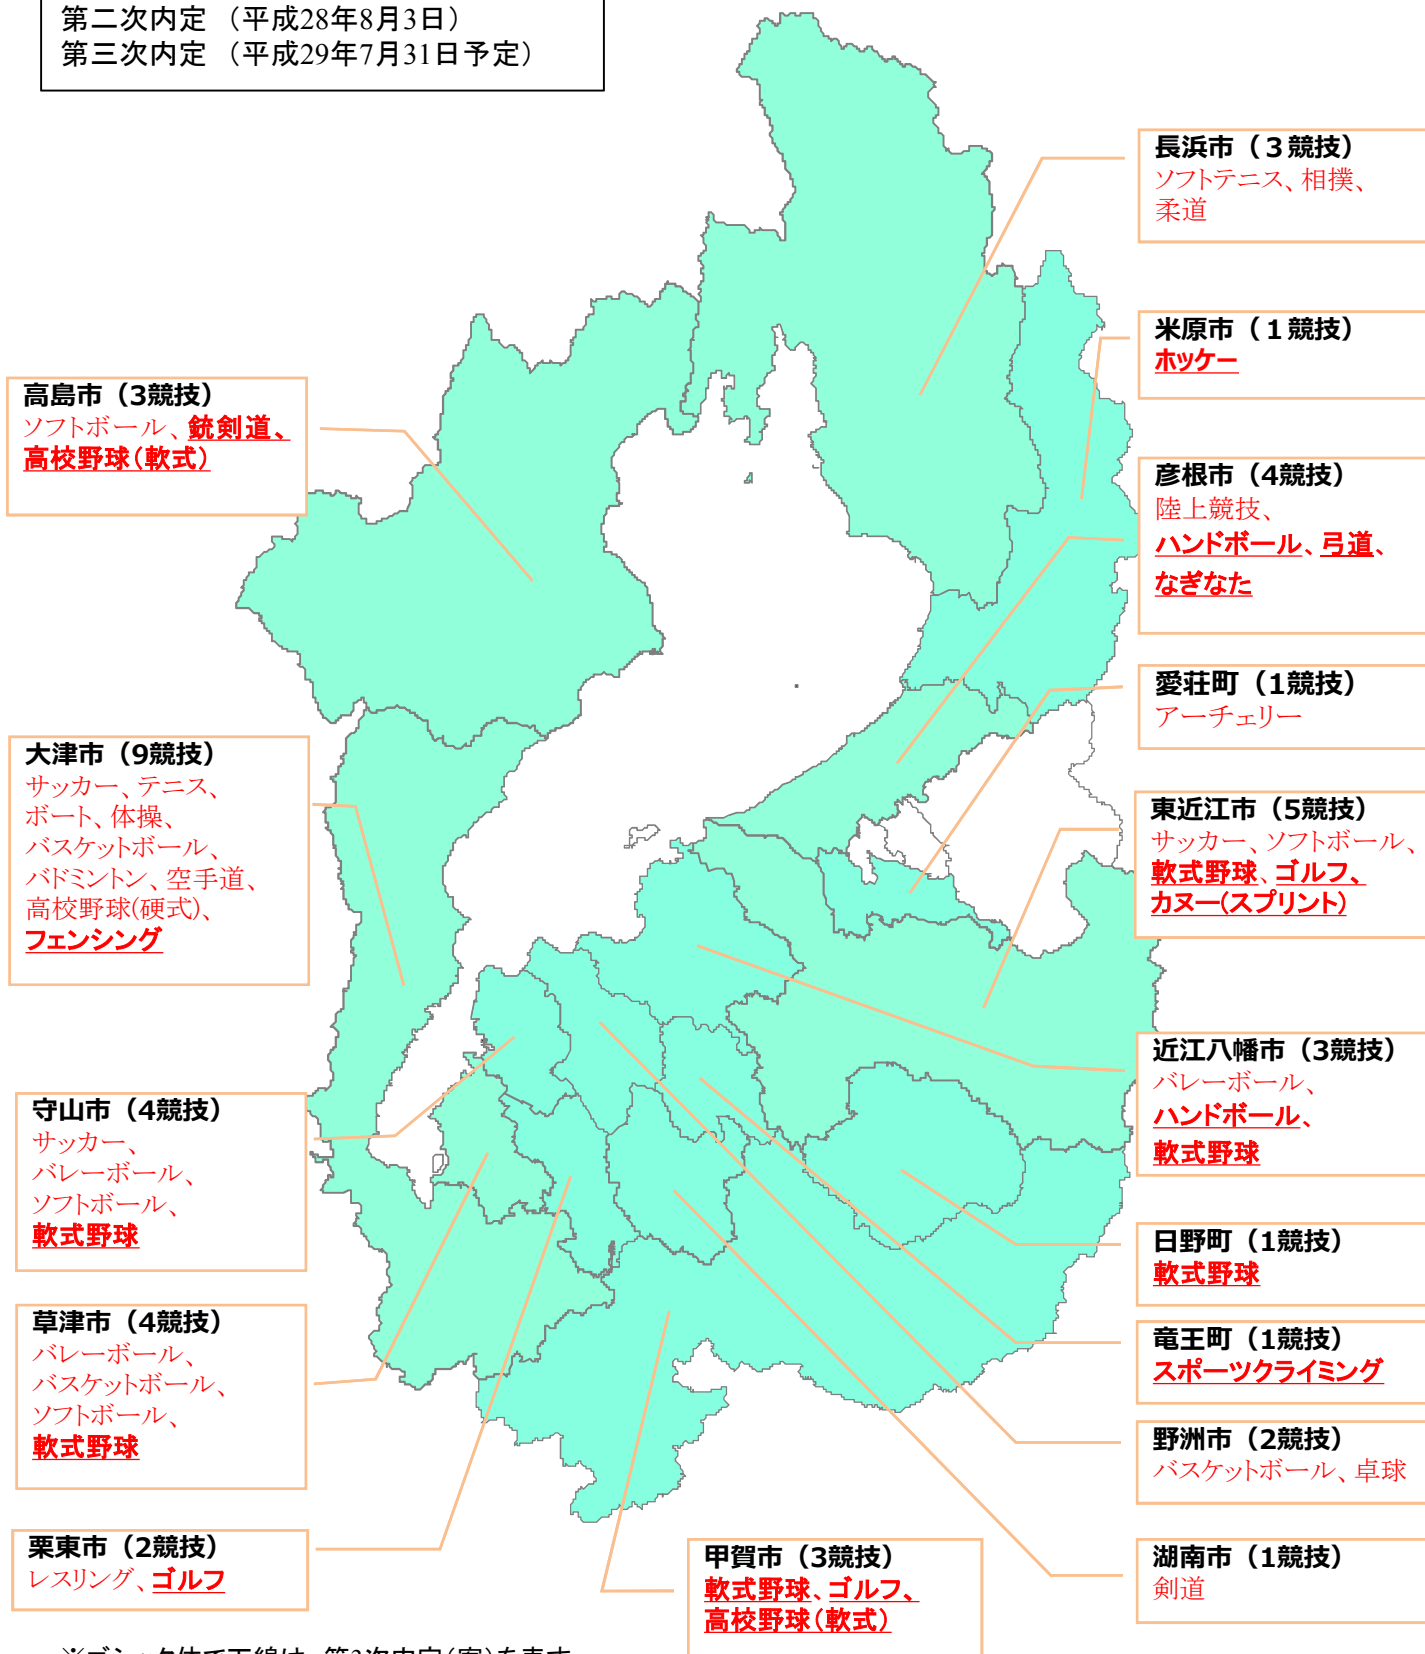 第二次内定 （平成28年8月3日）
第三次内定 （平成29年7月31日予定）
長浜市（３競技）
ソフトテニス、相撲、
柔道
米原市（１競技）
ホッケー
高島市（3競技）
ソフトボール、銃剣道、
高校野球（軟式）
彦根市（4競技）
陸上競技、
ハンドボール、弓道、
なぎなた
愛荘町（1競技）
アーチェリー
大津市（9競技）
サッカー、テニス、
ボート、体操、
バスケットボール、
バドミントン、空手道、
高校野球(硬式)、
フェンシング
東近江市（5競技）
サッカー、ソフトボール、
軟式野球、ゴルフ、
カヌー(スプリント)
近江八幡市（3競技）
バレーボール、
ハンドボール、
軟式野球
守山市（4競技）
サッカー、
バレーボール、
ソフトボール、
軟式野球
日野町（1競技）
軟式野球
草津市（4競技）
バレーボール、
バスケットボール、
ソフトボール、
軟式野球
竜王町（1競技）
スポーツクライミング
野洲市（2競技）
バスケットボール、卓球
栗東市（2競技）
レスリング、ゴルフ
甲賀市（3競技）
軟式野球、ゴルフ、
高校野球（軟式）
湖南市（1競技）
剣道
※ゴシック体で下線は、第3次内定（案）を表す